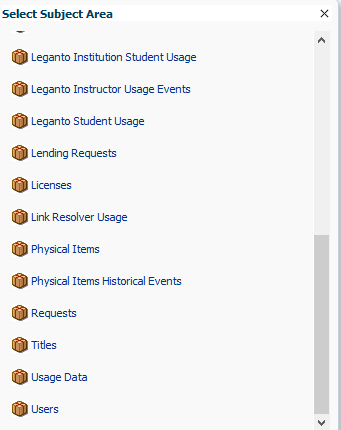 Select Subject Area
Leganto Institution Student Usage
Leganto Instructor Usage Events
Leganto Student Usage
Lending Requests
Licenses
Link Resolver Usage
Physical Items
Physical Items Historical Events
Requests
Titles
Usage Data
Users